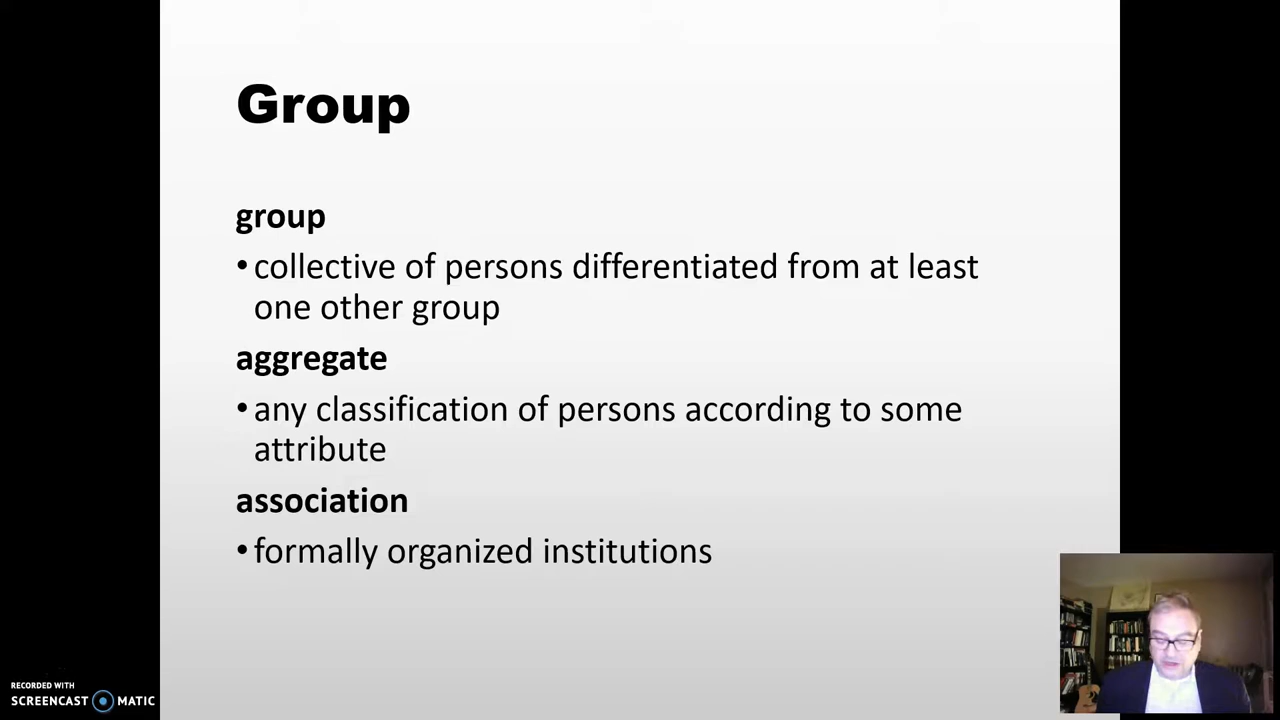 Group
group
•collective of persons differentiated from at least
one other group
aggregate
•any classification of persons according to some
attribute
association
•formally organized institutions
RECORDED WITH
SCREENCAST MATIC